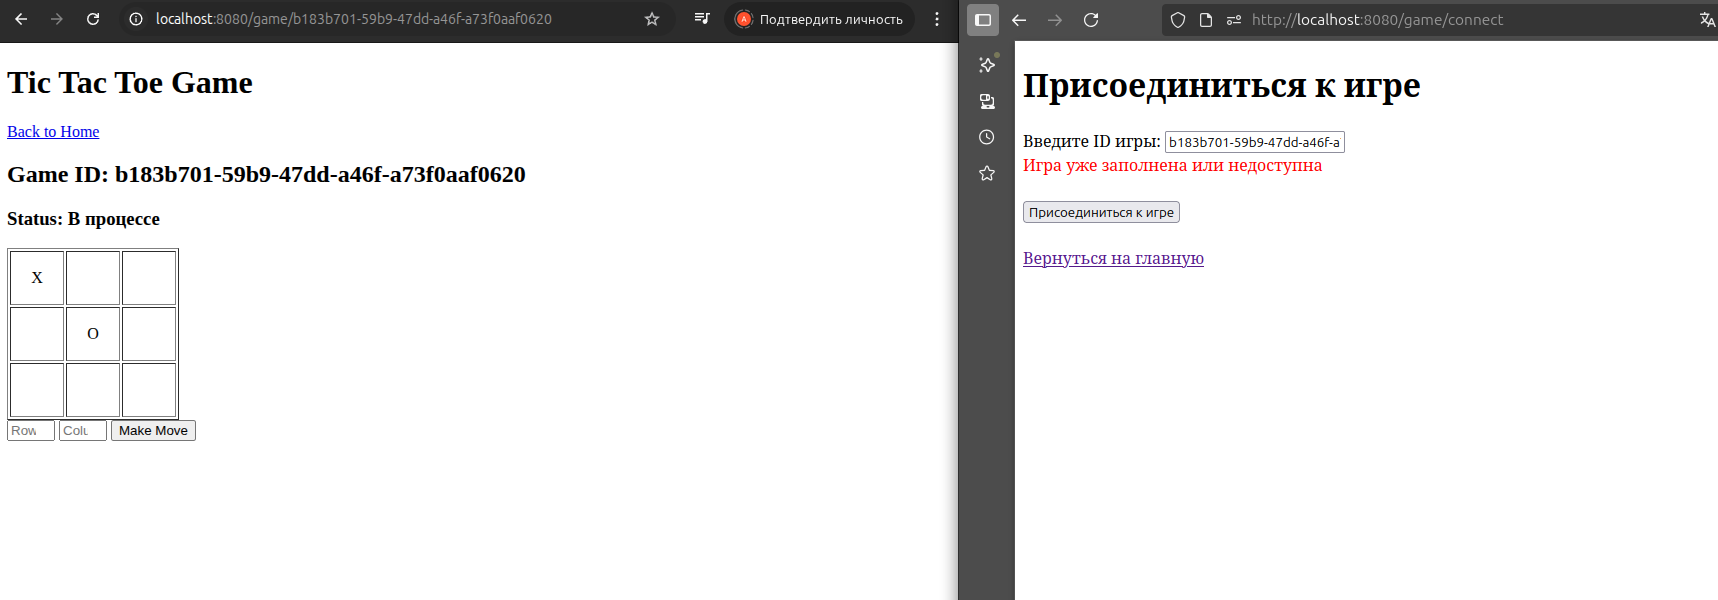 localhost:8080/game/b183b701-59b9-47dd-a46f-a73f0aaf0620
A Подтвердить личность
Tic Tac Toe Game
Back to Home
Game ID: b183b701-59b9-47dd-a46f-a73f0aaf0620
Status: В процессе
X
O
Row
Colu
Make Move
http://localhost:8080/game/connect
Присоединиться к игре
Введите ID игры: b183b701-59b9-47dd-a46f-a
Игра уже заполнена или недоступна
Присоединиться к игре
Вернуться на главную